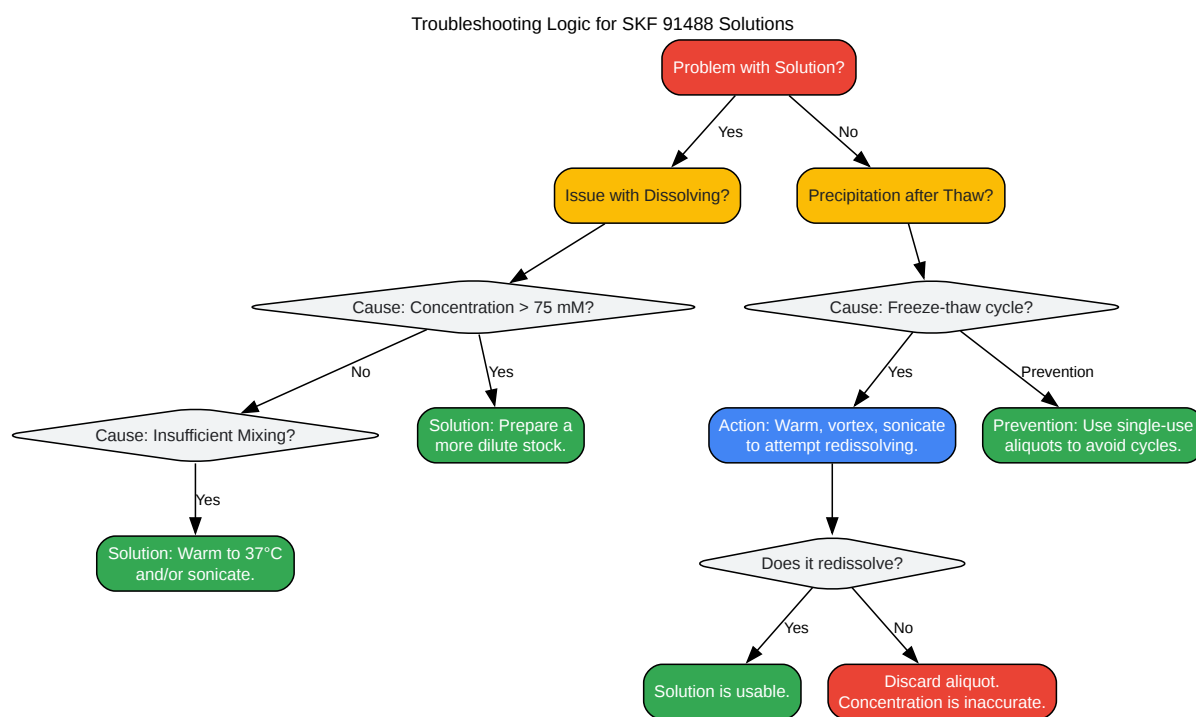 Troubleshooting Logic for SKF 91488 Solutions
Problem with Solution?
Yes
No
Issue with Dissolving?
Precipitation after Thaw?
Cause: Concentration > 75 mM?
Cause: Freeze-thaw cycle?
No
Yes
Yes
Prevention
Cause: Insufficient Mixing?
Solution: Prepare a
more dilute stock.
Action: Warm, vortex, sonicate
to attempt redissolving.
Prevention: Use single-use
aliquots to avoid cycles.
Yes
Solution: Warm to 37°C
and/or sonicate.
Does it redissolve?
Yes
No
Solution is usable.
Discard aliquot.
Concentration is inaccurate.